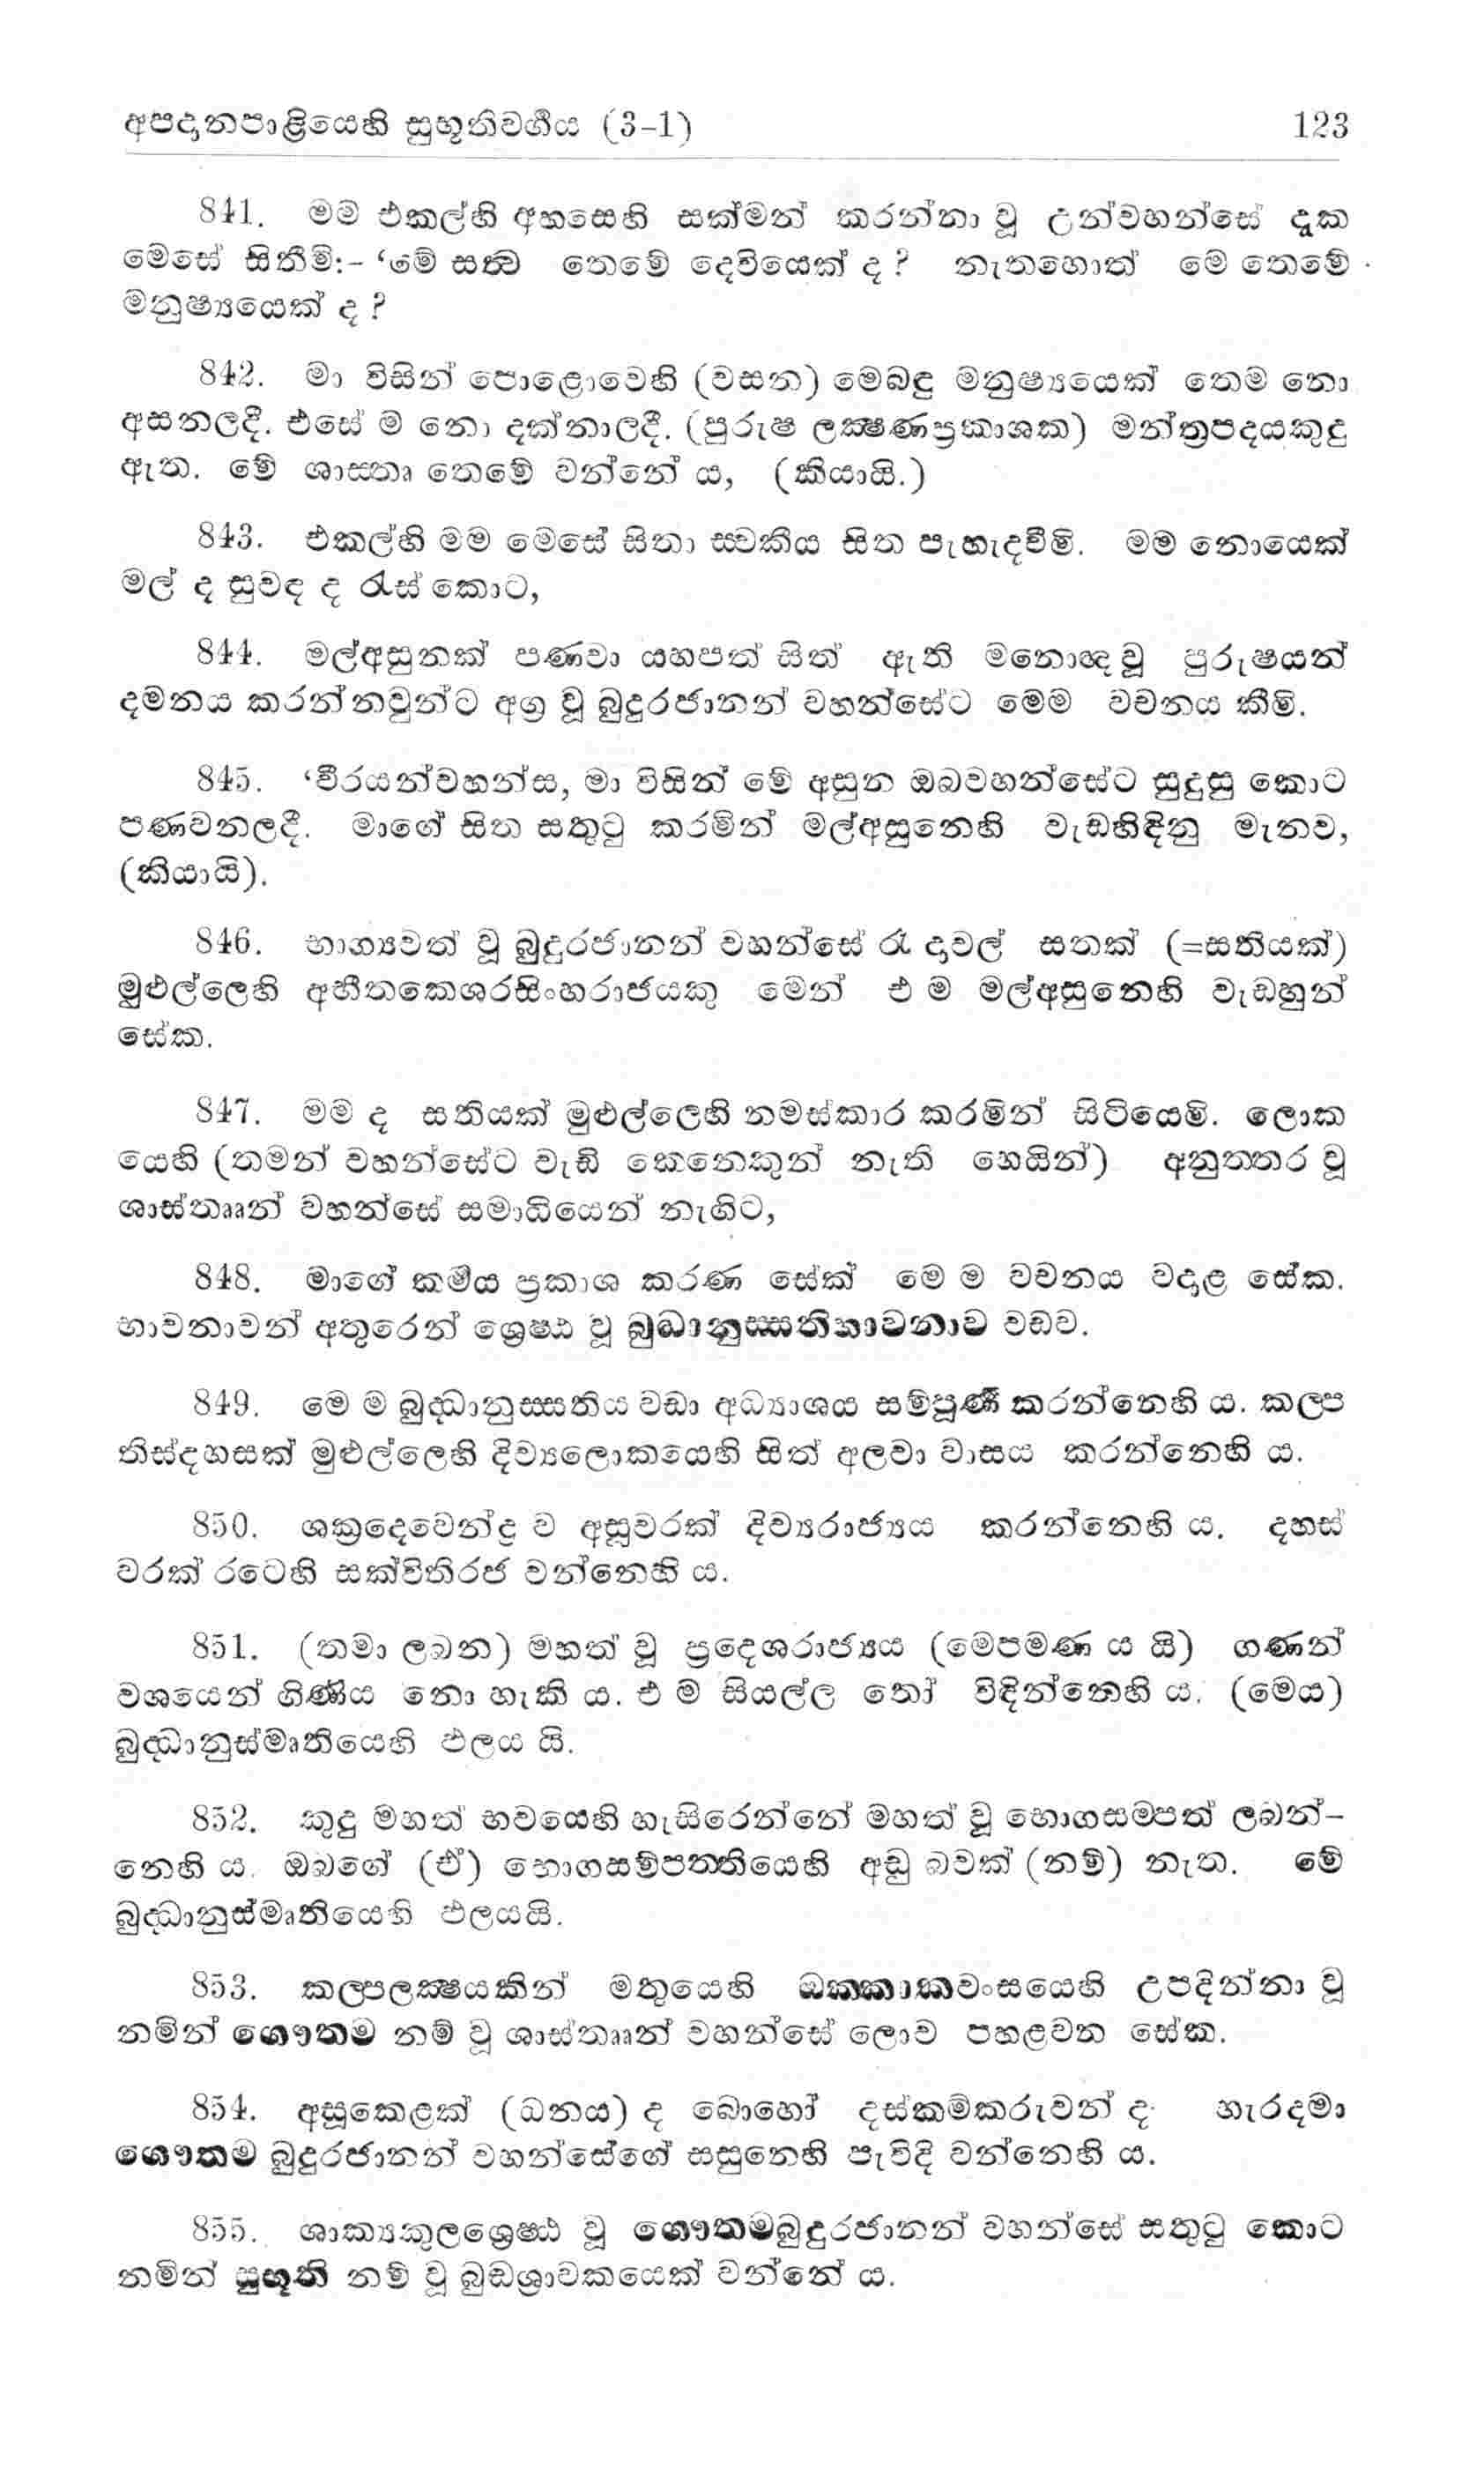 අපදානපාළියෙහි සුභූතිවර්‍ගය (3-1) 123
841. මම එකල්හි අහසෙහි සක්මන් කරන්නා වූ උන්වහන්සේ දැක
මෙසේ සිතීමි:- ‘මේ සත්‍ව තෙමේ දෙවියෙක් ද ? නැතහොත් මේ තෙමේ
මනුෂ්‍යයෙක් ද ?
842. මා විසින් පොළොවෙහි (වසන) මෙබඳු මනුෂ්‍යයෙක් තෙම නො
අසනලදී. එසේ ම නො දක්නාලදී. (පුරුෂ ලක්‍ෂණප්‍රකාශක) මන්ත්‍රපදයකුදු
ඇත. මේ ශාස්තෘ තෙමේ වන්නේ ය, (කියායි.)
843. එකල්හි මම මෙසේ සිතා ස්වකීය සිත පැහැදවීමි. මම නොයෙක්
මල් ද සුවඳ ද රැස් කොට,
844. මල්අසුනක් පණවා යහපත් සිත් ඇති මනොඥ වූ පුරුෂයන්
දමනය කරන්නවුන්ට අග්‍ර වූ බුදුරජානන් වහන්සේට මෙම වචනය කීමි.
845. ‘වීරයන්වහන්ස, මා විසින් මේ අසුන ඔබවහන්සේට සුදුසු කොට
පණවනලදී. මාගේ සිත සතුටු කරමින් මල්අසුනෙහි වැඩහිඳිනු මැනව,
(කියායි).
846. භාග්‍යවත් වූ බුදුරජානන් වහන්සේ රෑ දාවල් සතක් (=සතියක්)
මුළුල්ලෙහි අභීතකෙශරසිංහරාජයකු මෙන් එ ම මල්අසුනෙහි වැඩහුන්
සේක.
847. මම ද සතියක් මුළුල්ලෙහි නමස්කාර කරමින් සිටියෙමි. ලොක
යෙහි (තමන් වහන්සේට වැඩි කෙනෙකුන් නැති හෙයින්) අනුත්තර වූ
ශාස්තෲන් වහන්සේ සමාධියෙන් නැගිට,
848. මාගේ කර්‍මය ප්‍රකාශ කරණ සේක් මෙ ම වචනය වදාළ සේක.
භාවනාවන් අතුරෙන් ශ්‍රෙෂ්ඨ වූ බුද්ධානුස්සතිභාවනාව වඩව.
849. මෙ ම බුද්ධානුස්සතිය වඩා අධ්‍යාශය සම්පූර්‍ණ කරන්නෙහි ය. කල්ප
තිස්දහසක් මුළුල්ලෙහි දිව්‍යලොකයෙහි සිත් අලවා වාසය කරන්නෙහි ය.
850. ශක්‍රදෙවෙන්ද්‍ර ව අසූවරක් දිව්‍යරාජ්‍යය කරන්නෙහි ය. දහස්
වරක් රටෙහි සක්විතිරජ වන්නෙහි ය.
851. (තමා ලබන) මහත් වූ ප්‍රදෙශරාජ්‍යය (මෙපමණ ය යි) ගණන්
වශයෙන් ගිණිය නො හැකි ය. එ ම සියල්ල තෝ විඳින්නෙහි ය. (මෙය)
බුද්ධානුස්මෘතියෙහි ඵලය යි.
852. කුදු මහත් භවයෙහි හැසිරෙන්නේ මහත් වූ භොගසම්පත් ලබන්-
නෙහි ය. ඔබගේ (ඒ) භොගසම්පත්තියෙහි අඩු බවක් (නම්) නැත. මේ
බුද්ධානුස්මෘතියෙහි ඵලයයි.
853. කල්පලක්‍ෂයකින් මතුයෙහි ඔක්කාකවංසයෙහි උපදින්නා වූ
නමින් ගෞතම නම් වූ ශාස්තෲන් වහන්සේ ලොව පහළවන සේක.
854. අසූකෙළක් (ධනය) ද බොහෝ දස්කම්කරුවන් ද හැරදමා
ගෞතම බුදුරජානන් වහන්සේගේ සසුනෙහි පැවිදි වන්නෙහි ය.
855. ශාක්‍යකුලශ්‍රෙෂ්ඨ වූ ගෞතමබුදුරජානන් වහන්සේ සතුටු කොට
නමින් සුභූති නම් වූ බුද්ධශ්‍රාවකයෙක් වන්නේ ය.